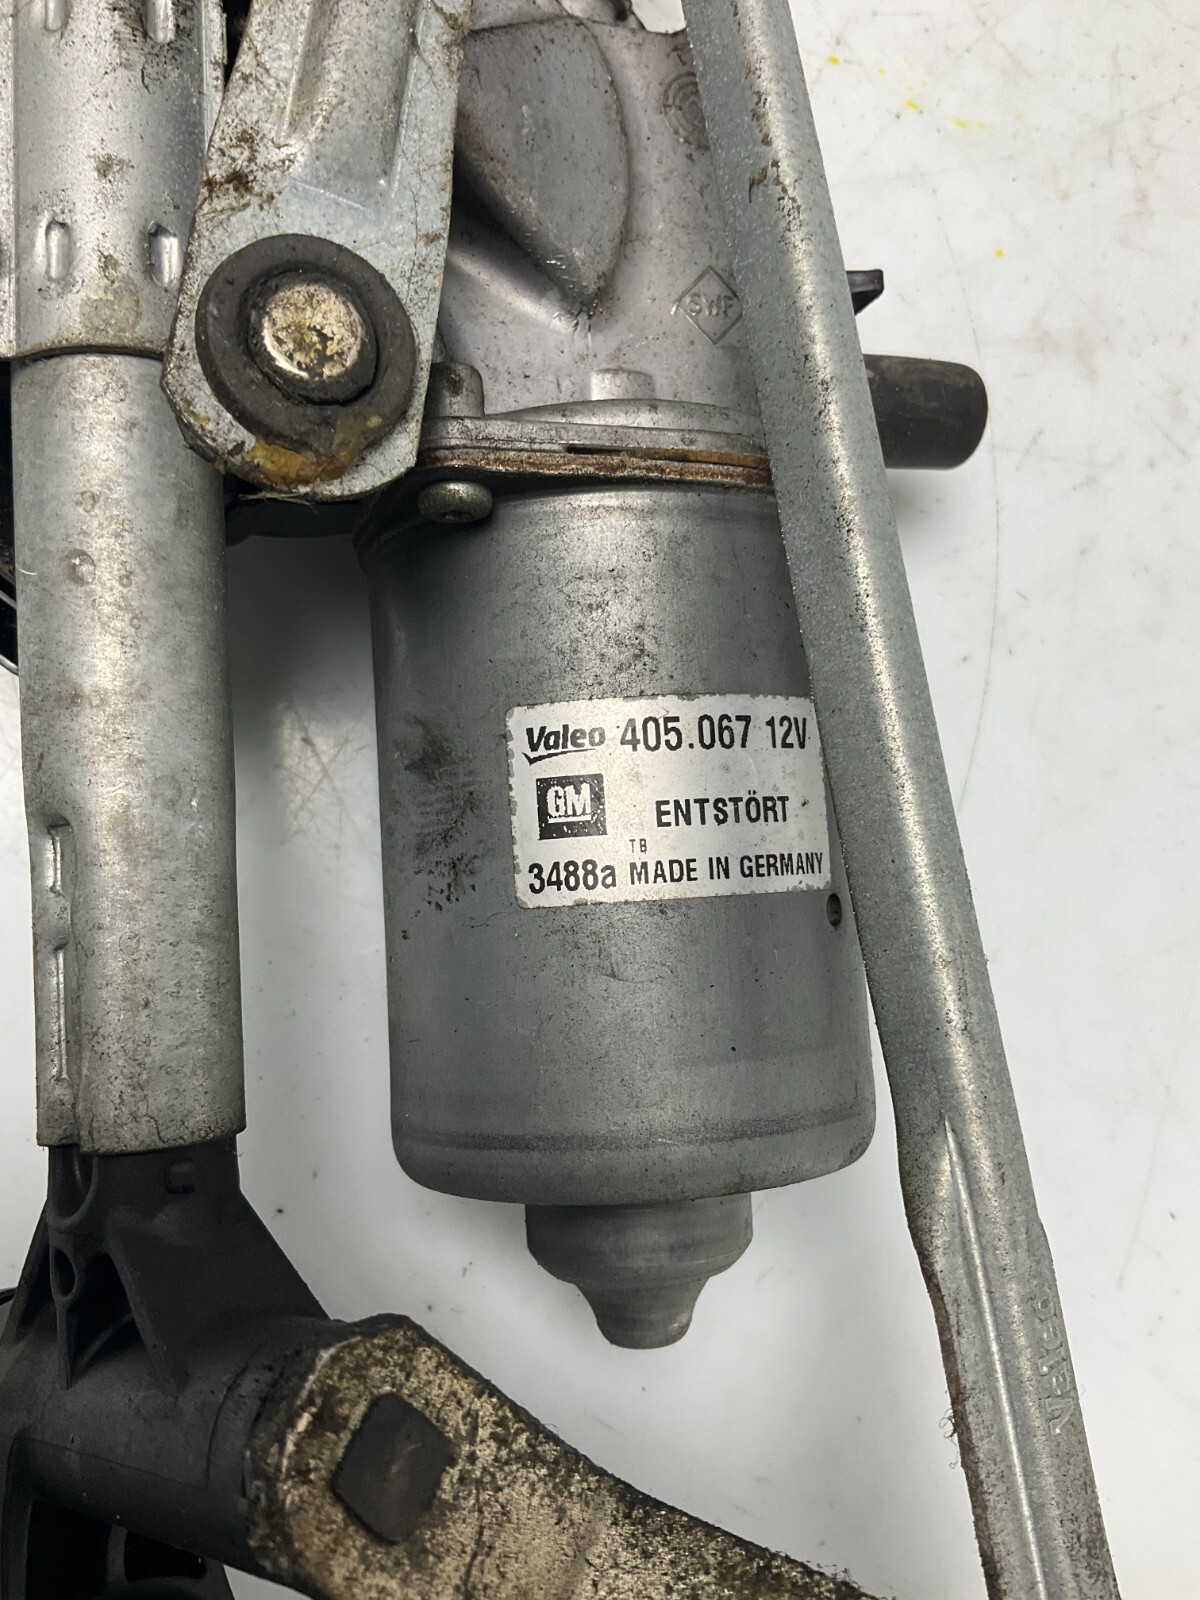 SWF
Valeo 405.067 12V
GM ENTSTÖRT
TB
3488a MADE IN GERMANY
Valeo